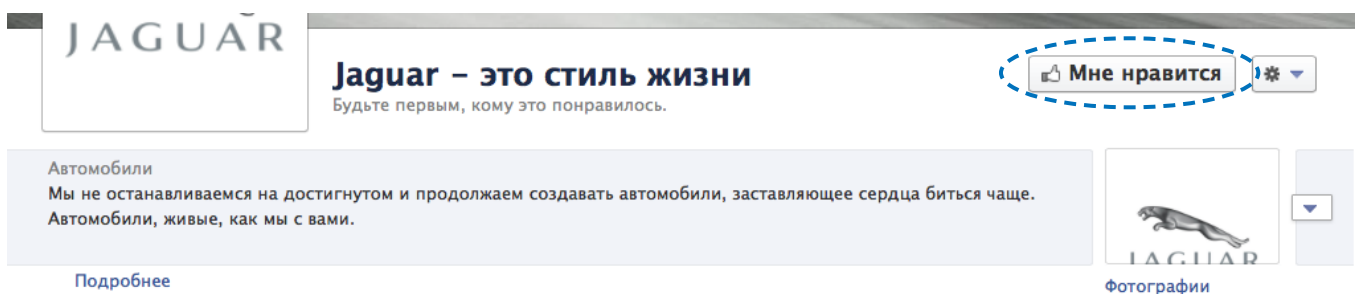 JAGUAR
Jaguar – это стиль жизни
Мне нравится
Будьте первым, кому это понравилось.
Автомобили
Мы не останавливаемся на достигнутом и продолжаем создавать автомобили, заставляющее сердца биться чаще.
Автомобили, живые, как мы с вами.
JAGUAR
Подробнее
Фотографии